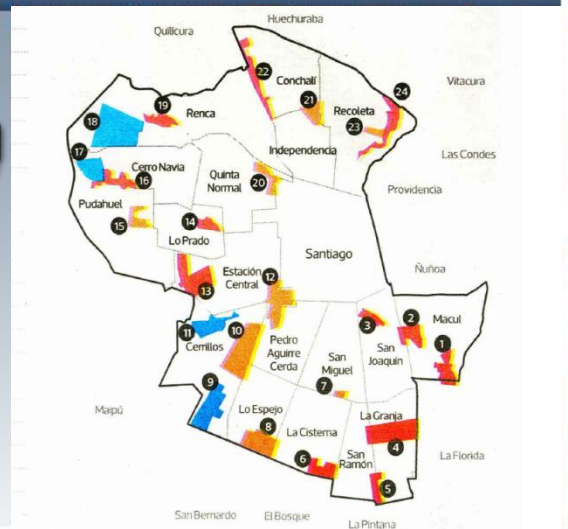 Huechuraba
Quilicura
22
Conchalí
24
Vitacura
19
21
Recoleta
18
Renca
23
17
Independencia
Las Condes
Cerro Navia
16
Quinta
Normal
20
Providencia
Pudahuel
15
14
Lo Prado
Santiago
Estación
Central
12
Ñuñoa
13
11
10
Cerrillos
Pedro
Aguirre
Cerda
3
2
Macul
1
San
Miguel
San
Joaquín
9
7
Maipú
Lo Espejo
8
La Cisterna
La Granja
4
6
San
Ramón
La Florida
5
San Bernardo
El Bosque
La Pintana